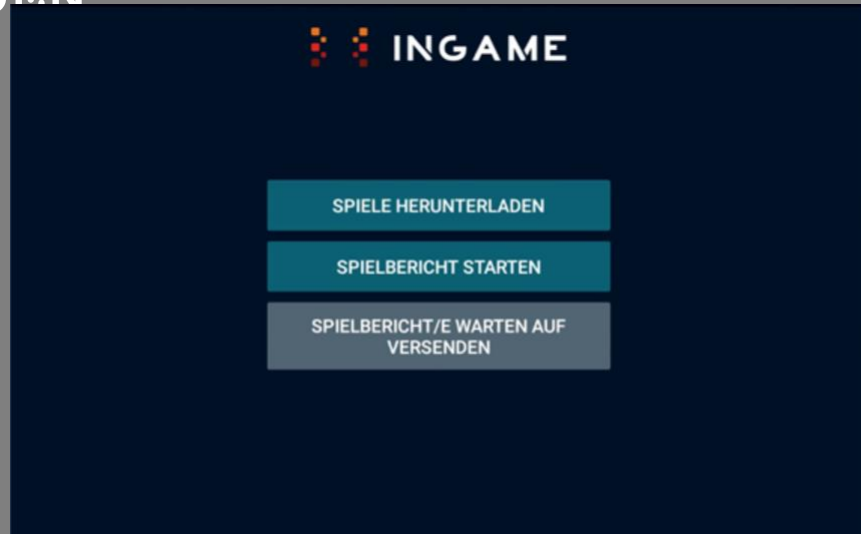 INGAME
SPIELE HERUNTERLADEN
SPIELBERICHT STARTEN
SPIELBERICHT/E WARTEN AUF
VERSENDEN